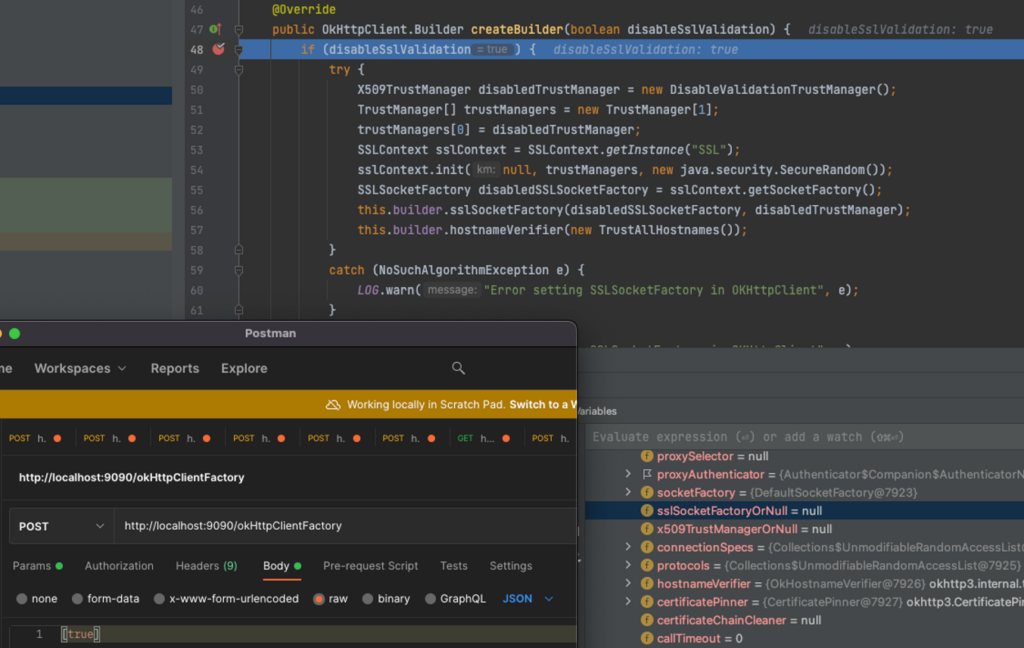 46 @Override
47 public OkHttpClient.Builder createBuilder(boolean disableSslValidation) { disableSslValidation: true
48 if (disableSslValidation = true ) { disableSslValidation: true
49 try {
50 X509TrustManager disabledTrustManager = new DisableValidationTrustManager();
51 TrustManager[] trustManagers = new TrustManager[1];
52 trustManagers[0] = disabledTrustManager;
53 SSLContext sslContext = SSLContext.getInstance("SSL");
54 sslContext.init( km: null, trustManagers, new java.security.SecureRandom());
55 SSLSocketFactory disabledSSLSocketFactory = sslContext.getSocketFactory();
56 this.builder.sslSocketFactory(disabledSSLSocketFactory, disabledTrustManager);
57 this.builder.hostnameVerifier(new TrustAllHostnames());
58 }
59 catch (NoSuchAlgorithmException e) {
60 LOG.warn( message: "Error setting SSLSocketFactory in OKHttpClient", e);
61 }
Postman
me Workspaces Reports Explore
Working locally in Scratch Pad. Switch to a W
POST h. POST h. POST h. POST h. POST h. POST h. GET h... POST h.
http://localhost:9090/okHttpClientFactory
POST http://localhost:9090/okHttpClientFactory
Params Authorization Headers (9) Body Pre-request Script Tests Settings
none form-data x-www-form-urlencoded raw binary GraphQL JSON
1 [true]
Variables
Evaluate expression (⏎) or add a watch (⇧⌘⏎)
f proxySelector = null
proxyAuthenticator = {Authenticator$Companion$AuthenticatorN
f socketFactory = {DefaultSocketFactory@7923}
f sslSocketFactoryOrNull = null
f x509TrustManagerOrNull = null
f connectionSpecs = {Collections$UnmodifiableRandomAccessList@
f protocols = {Collections$UnmodifiableRandomAccessList@7925}
f hostnameVerifier = {OkHostnameVerifier@7926} okhttp3.internal.t
f certificatePinner = {CertificatePinner@7927} okhttp3.CertificatePin
f certificateChainCleaner = null
f callTimeout = 0